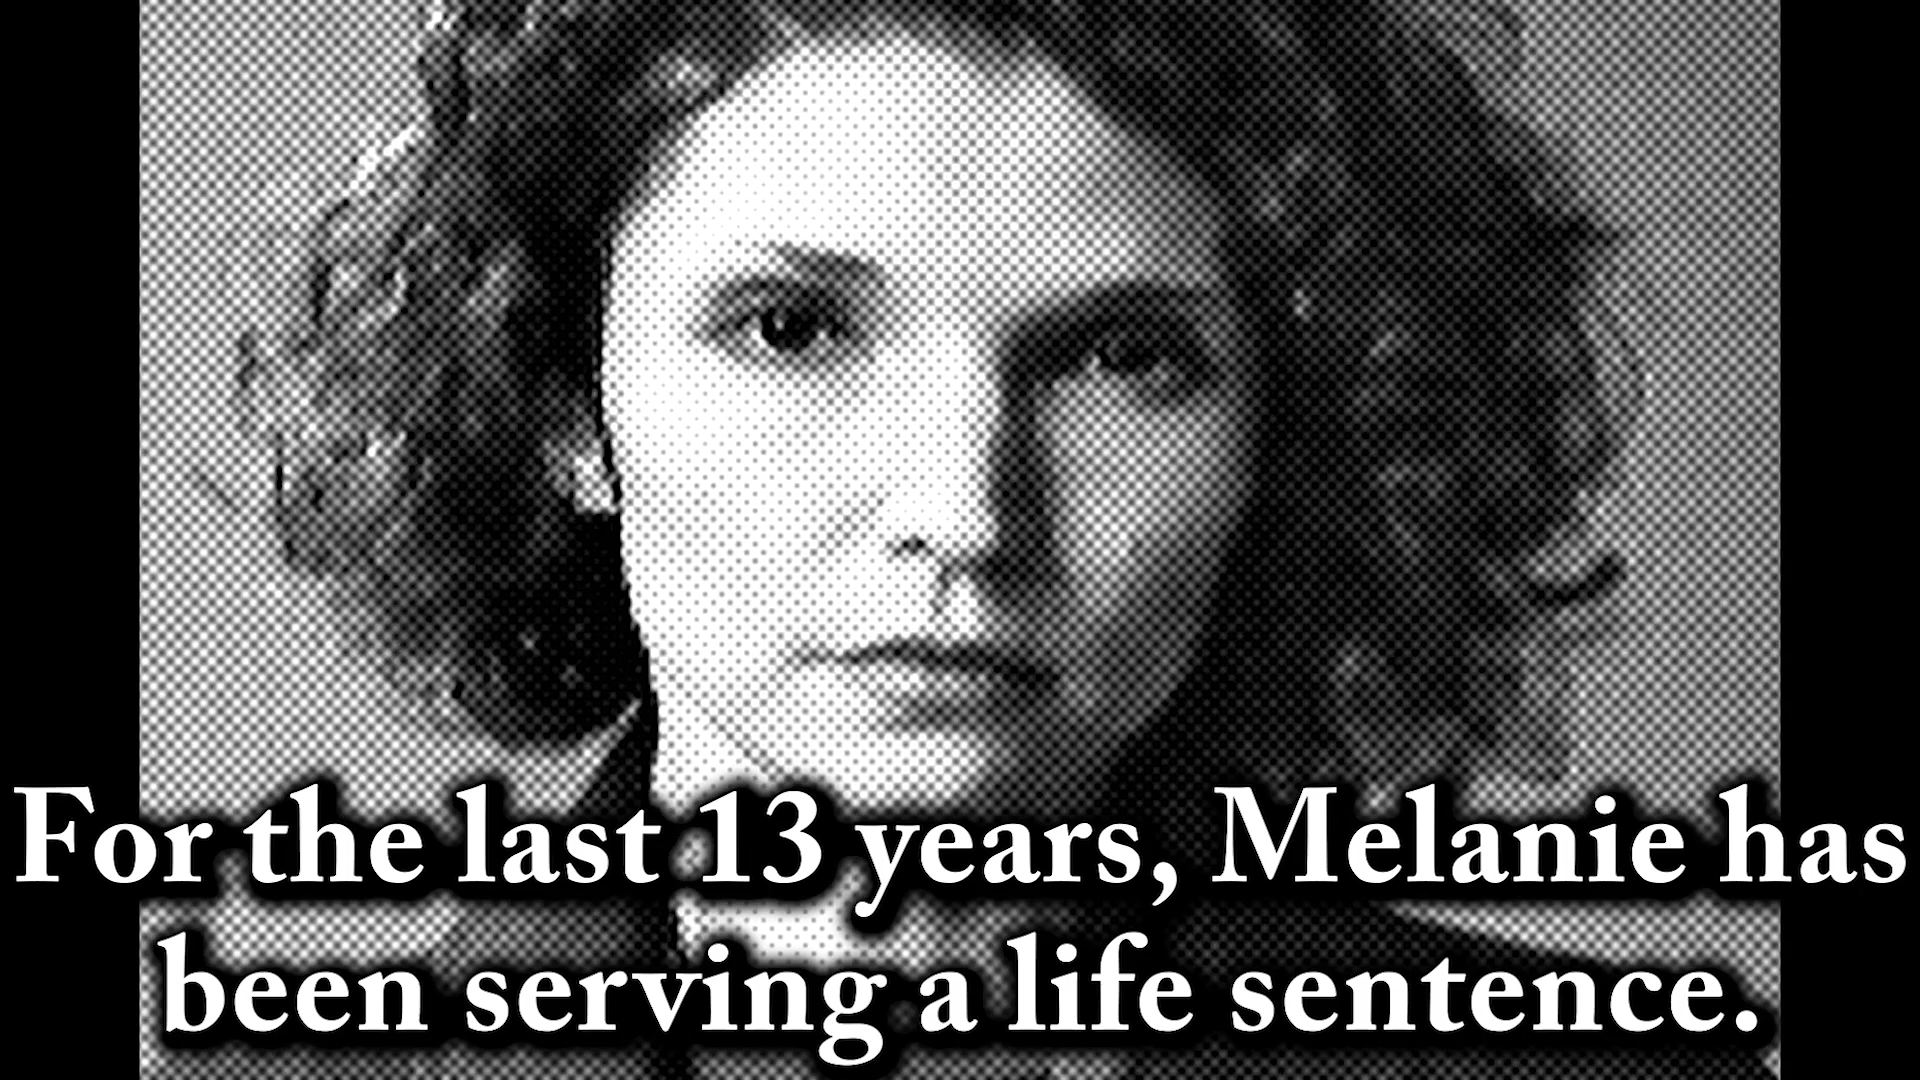 For the last 13 years, Melanie has
been serving a life sentence.